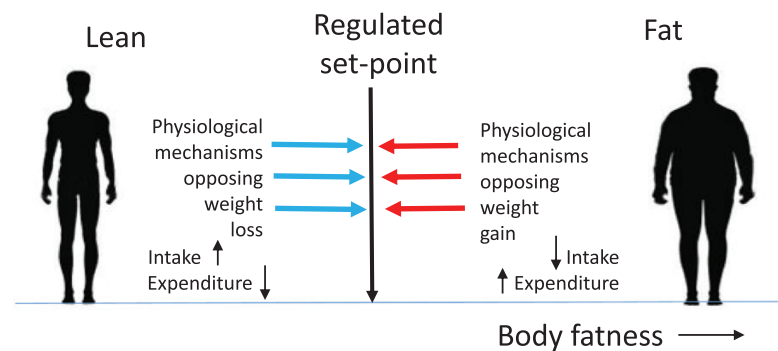 Lean
Regulated
set-point
Fat
Physiological
mechanisms
opposing
weight
loss
Intake
Expenditure
Physiological
mechanisms
opposing
weight
gain
Intake
Expenditure
Body fatness